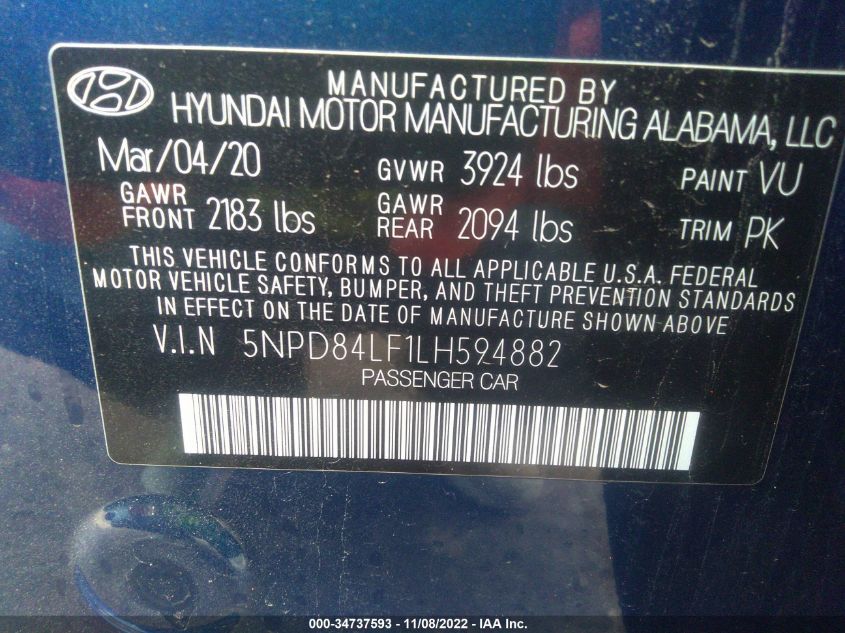 MANUFACTURED BY
HYUNDAI MOTOR MANUFACTURING ALABAMA, LLC
Mar/04/20 GVWR 3924 lbs PAINT VU
GAWR FRONT 2183 lbs GAWR REAR 2094 lbs TRIM PK
THIS VEHICLE CONFORMS TO ALL APPLICABLE U.S.A. FEDERAL
MOTOR VEHICLE SAFETY, BUMPER, AND THEFT PREVENTION STANDARDS
IN EFFECT ON THE DATE OF MANUFACTURE SHOWN ABOVE
V.I.N 5NPD84LF1LH594882
PASSENGER CAR
000-34737593 - 11/08/2022 - IAA Inc.